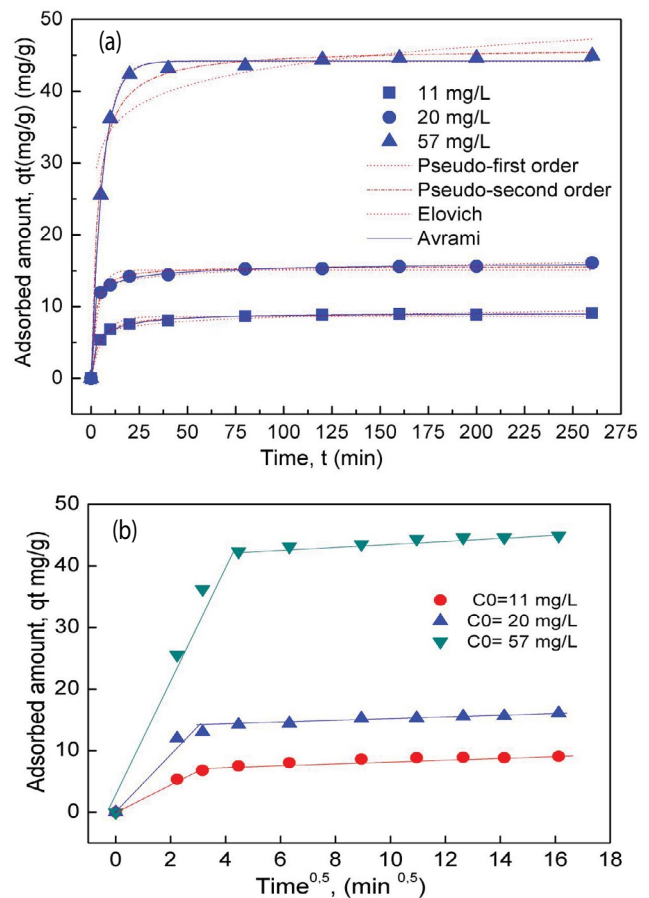 (a)
Adsorbed amount, qt(mg/g) (mg/g)
50
40
30
20
10
0
11 mg/L
20 mg/L
57 mg/L
Pseudo-first order
Pseudo-second order
Elovich
Avrami
0 25 50 75 100 125 150 175 200 225 250 275
Time, t (min)
(b)
Adsorbed amount, qt mg/g)
50
40
30
20
10
0
C0=11 mg/L
C0= 20 mg/L
C0= 57 mg/L
0 2 4 6 8 10 12 14 16 18
Time0,5, (min 0,5)